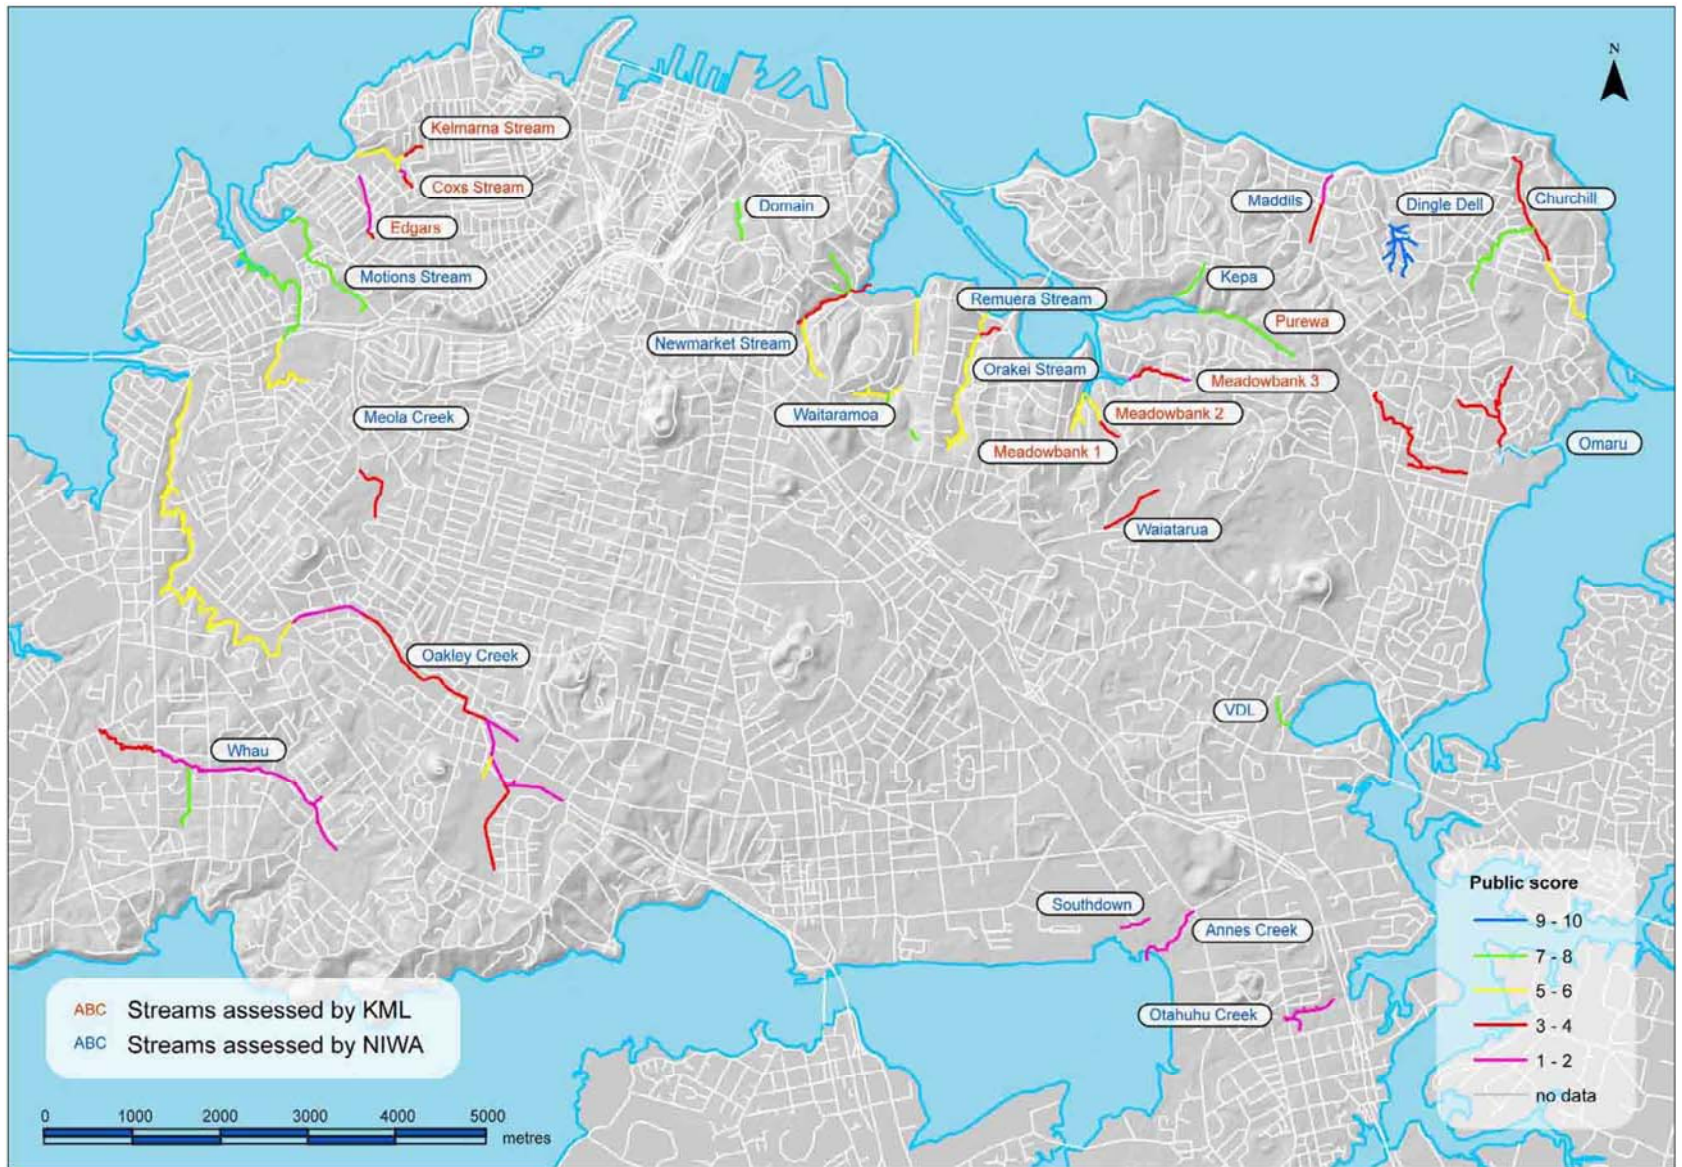 N
Kelmarna Stream
Coxs Stream
Edgars
Motions Stream
Domain
Maddils
Dingle Dell
Churchill
Kepa
Remuera Stream
Purewa
Newmarket Stream
Orakei Stream
Meadowbank 3
Waitaramoa
Meadowbank 2
Meola Creek
Meadowbank 1
Omaru
Waiatarua
Oakley Creek
VDL
Whau
Southdown
Annes Creek
Otahuhu Creek
Public score
9 - 10
7 - 8
5 - 6
3 - 4
1 - 2
no data
ABC Streams assessed by KML
ABC Streams assessed by NIWA
0 1000 2000 3000 4000 5000
metres